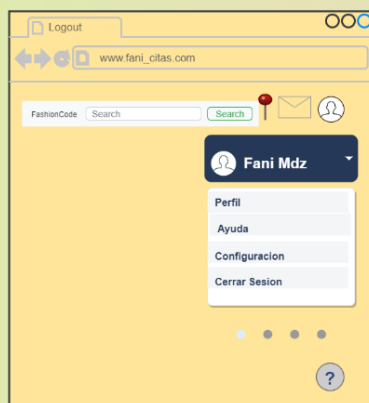 Logout
www.fani_citas.com
FashionCode Search Search
Fani Mdz
Perfil
Ayuda
Configuracion
Cerrar Sesion
?